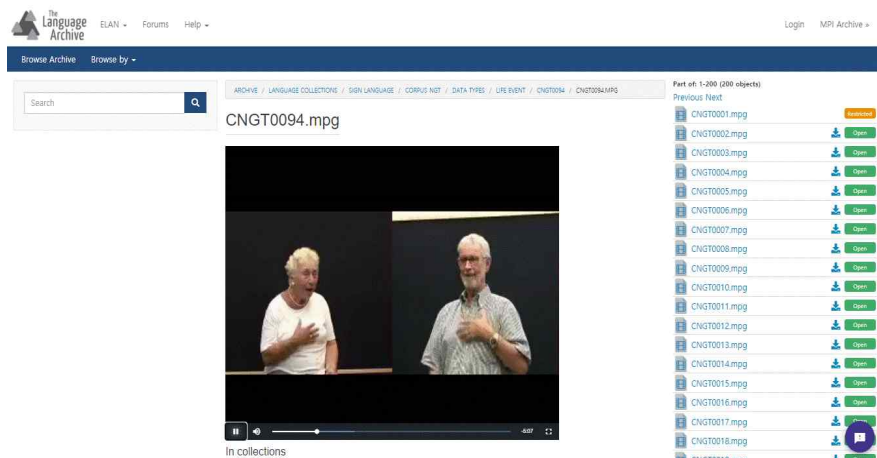 The
Language
Archive
ELAN
Forums
Help
Login
MPI Archive »
Browse Archive
Browse by
Search
ARCHIVE / LANGUAGE COLLECTIONS / SIGN LANGUAGE / CORPUS NGT / DATA TYPES / LIFE EVENT / CNGT0094 / CNGT0094.MPG
CNGT0094.mpg
-6:07
In collections
Part of: 1-200 (200 objects)
Previous Next
CNGT0001.mpg Restricted
CNGT0002.mpg Open
CNGT0003.mpg Open
CNGT0004.mpg Open
CNGT0005.mpg Open
CNGT0006.mpg Open
CNGT0007.mpg Open
CNGT0008.mpg Open
CNGT0009.mpg Open
CNGT0010.mpg Open
CNGT0011.mpg Open
CNGT0012.mpg Open
CNGT0013.mpg Open
CNGT0014.mpg Open
CNGT0015.mpg Open
CNGT0016.mpg Open
CNGT0017.mpg Open
CNGT0018.mpg